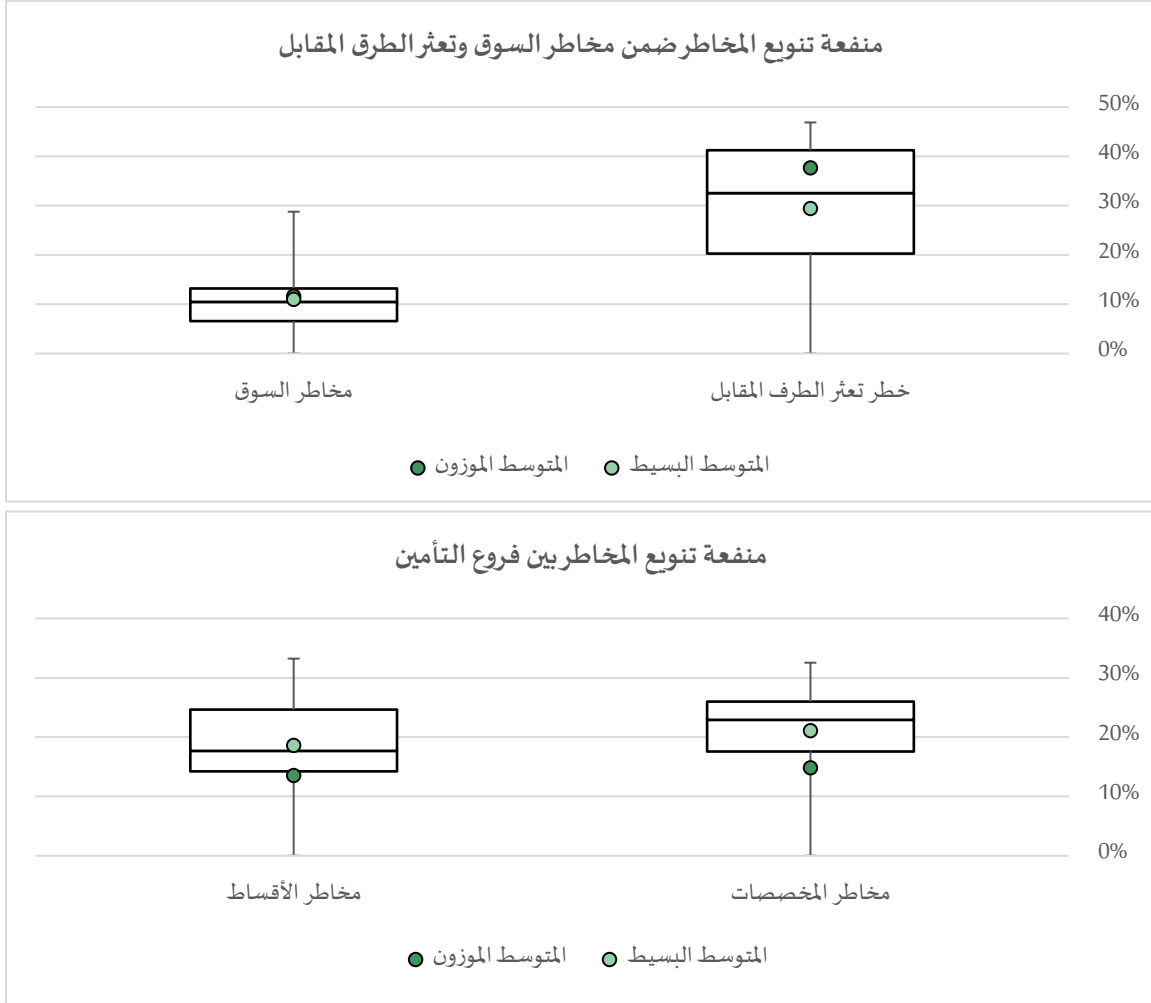 منفعة تنويع المخاطر ضمن مخاطر السوق وتعثر الطرق المقابل
50%
40%
30%
20%
10%
0%
خطر تعثر الطرف المقابل
مخاطر السوق
المتوسط البسيط
المتوسط الموزون
منفعة تنويع المخاطر بين فروع التأمين
40%
30%
20%
10%
0%
مخاطر المخصصات
مخاطر الأقساط
المتوسط البسيط
المتوسط الموزون